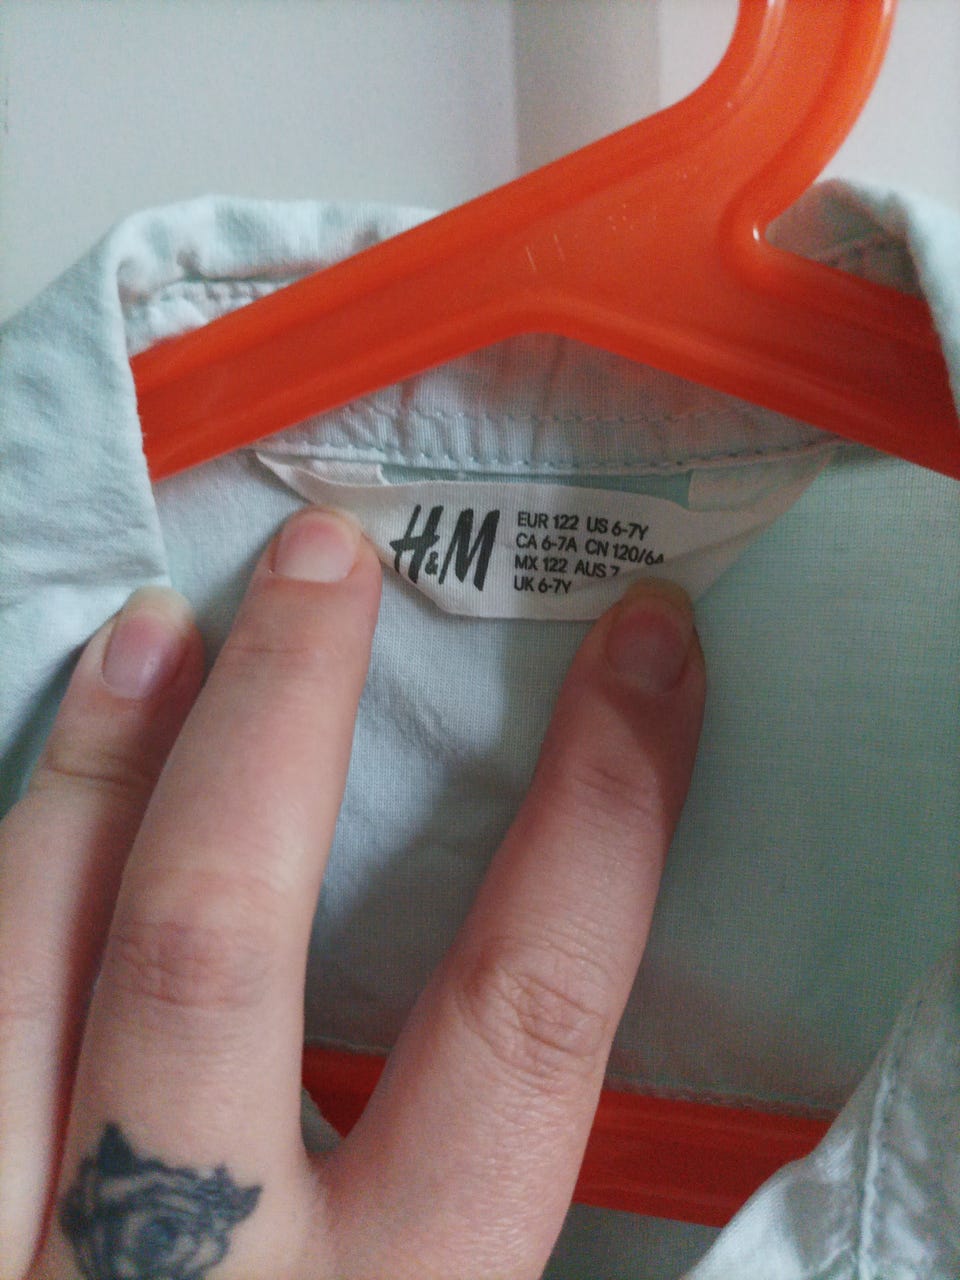 H&M
EUR 122 US 6-7Y
CA 6-7A CN 120/64
MX 122 AUS 7
UK 6-7Y